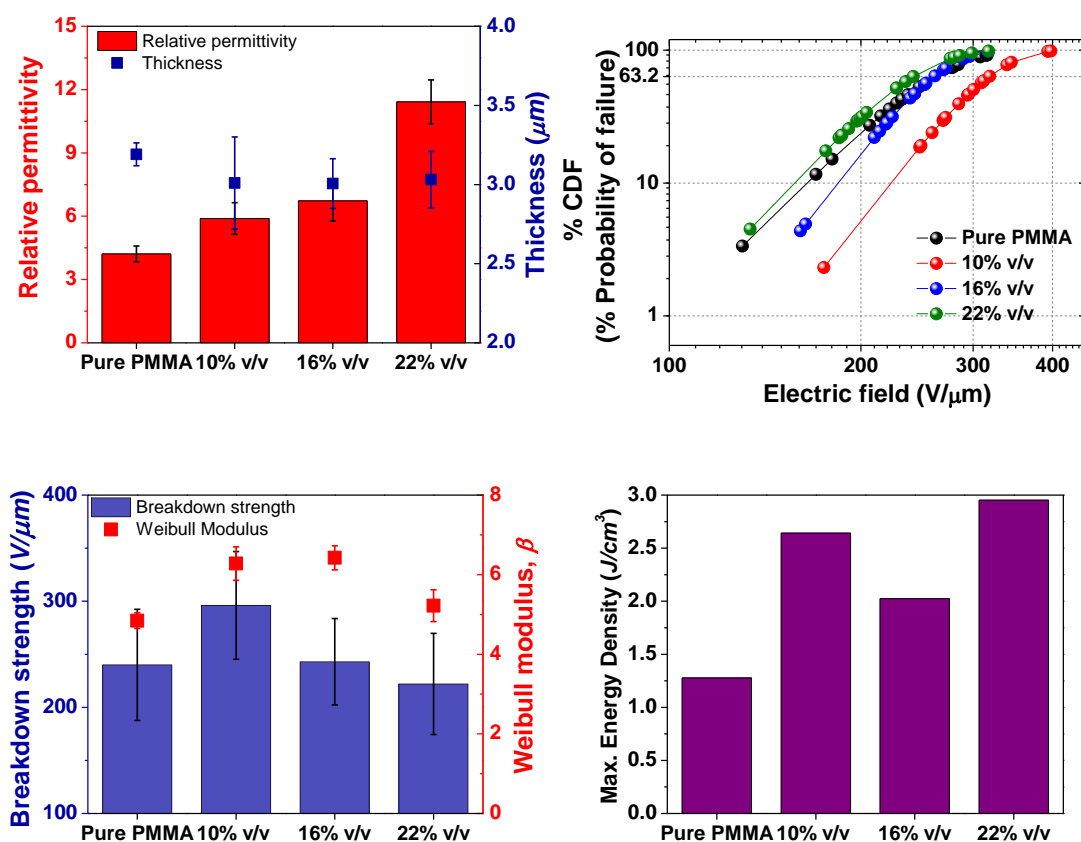 Relative permittivity
15
12
9
6
3
0
Relative permittivity
Thickness
4.0
3.5
3.0
2.5
2.0
Thickness (μm)
Pure PMMA 10% v/v 16% v/v 22% v/v
% CDF
(% Probability of failure)
100
63.2
10
1
Pure PMMA
10% v/v
16% v/v
22% v/v
100 200 300 400
Electric field (V/μm)
Breakdown strength (V/μm)
400
300
200
100
Breakdown strength
Weibull Modulus
8
6
4
2
0
Weibull modulus, β
Pure PMMA 10% v/v 16% v/v 22% v/v
Max. Energy Density (J/cm³)
3.0
2.5
2.0
1.5
1.0
0.5
0.0
Pure PMMA 10% v/v 16% v/v 22% v/v